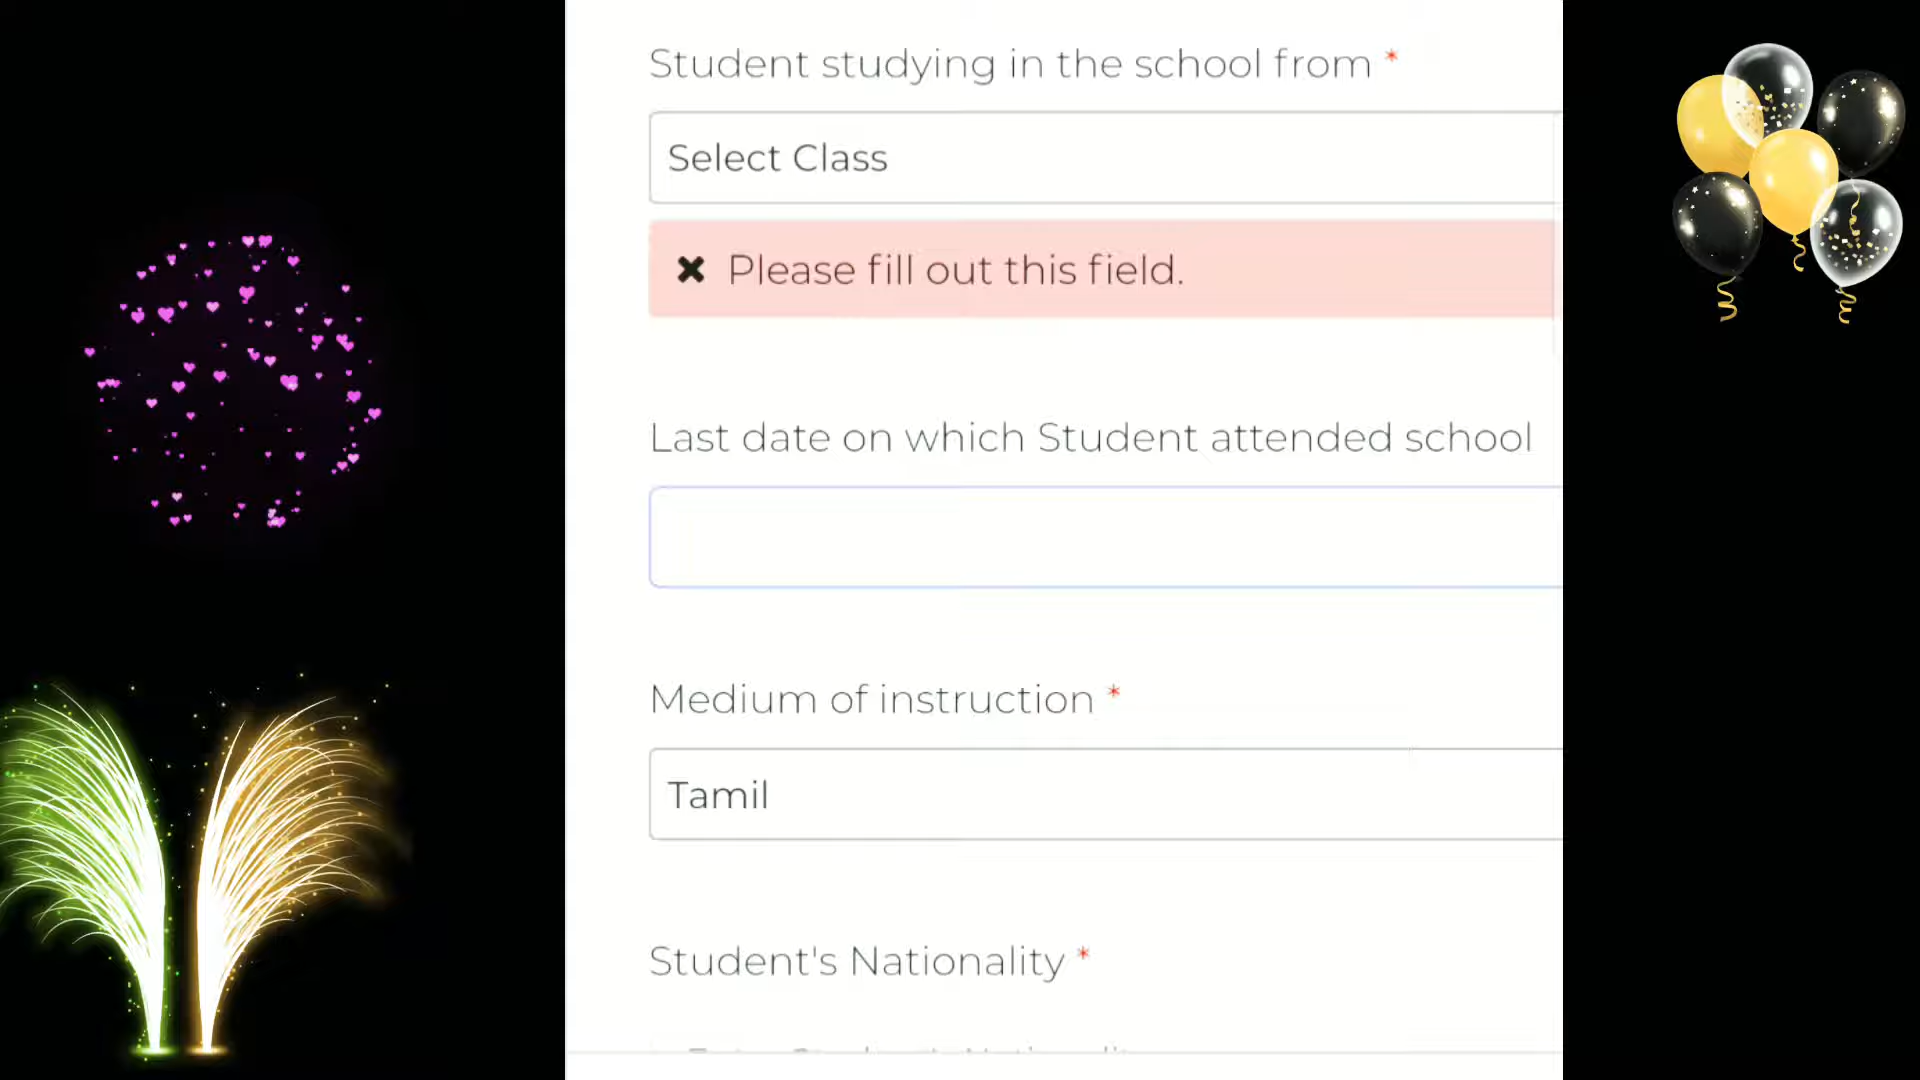 Student studying in the school from *
Select Class
✖ Please fill out this field.
Last date on which Student attended school
Medium of instruction *
Tamil
Student's Nationality *